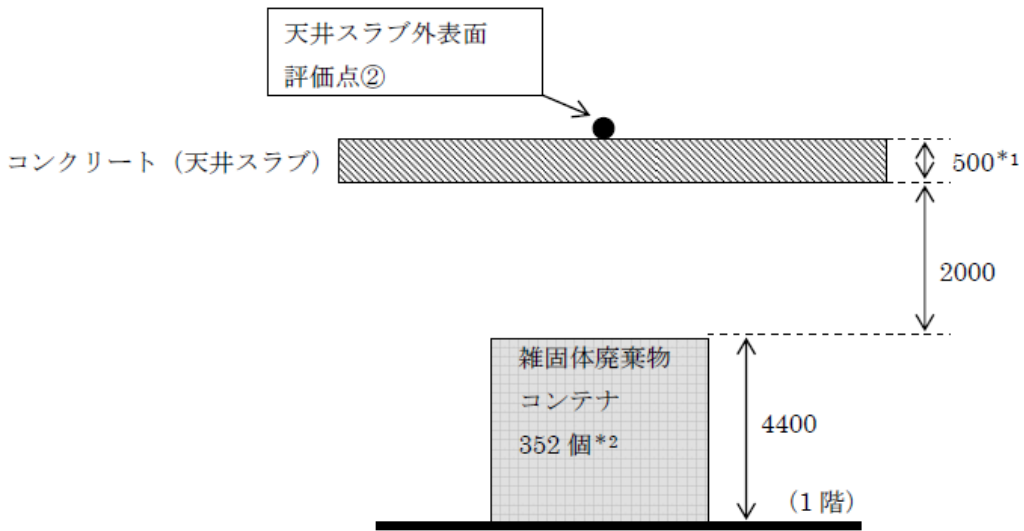 天井スラブ外表面
評価点②
コンクリート（天井スラブ）
500*1
2000
雑固体廃棄物
コンテナ
352 個*2
4400
（1 階）